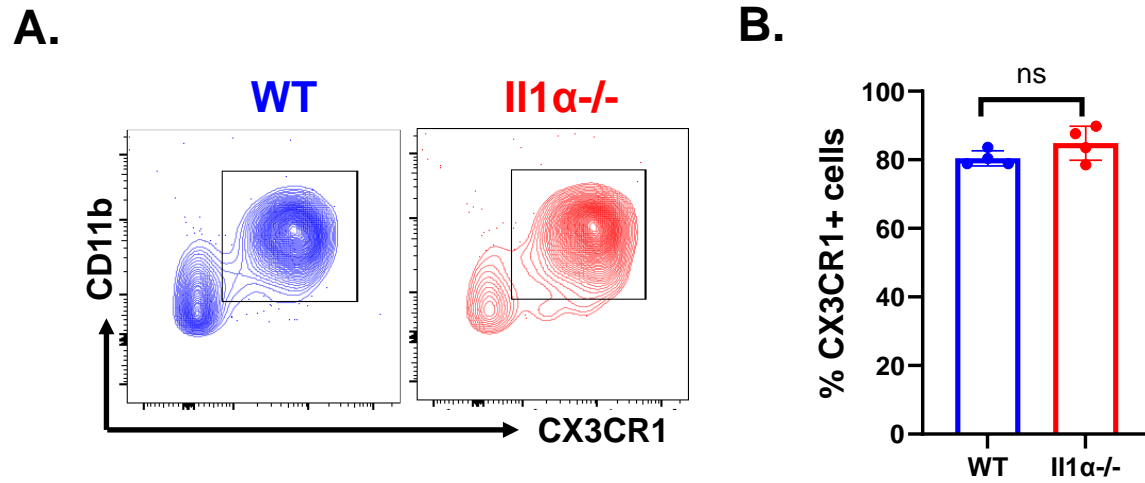 A.
WT
Il1α-/-
CD11b
CX3CR1
B.
ns
% CX3CR1+ cells
100
80
60
40
20
0
WT
Il1α-/-